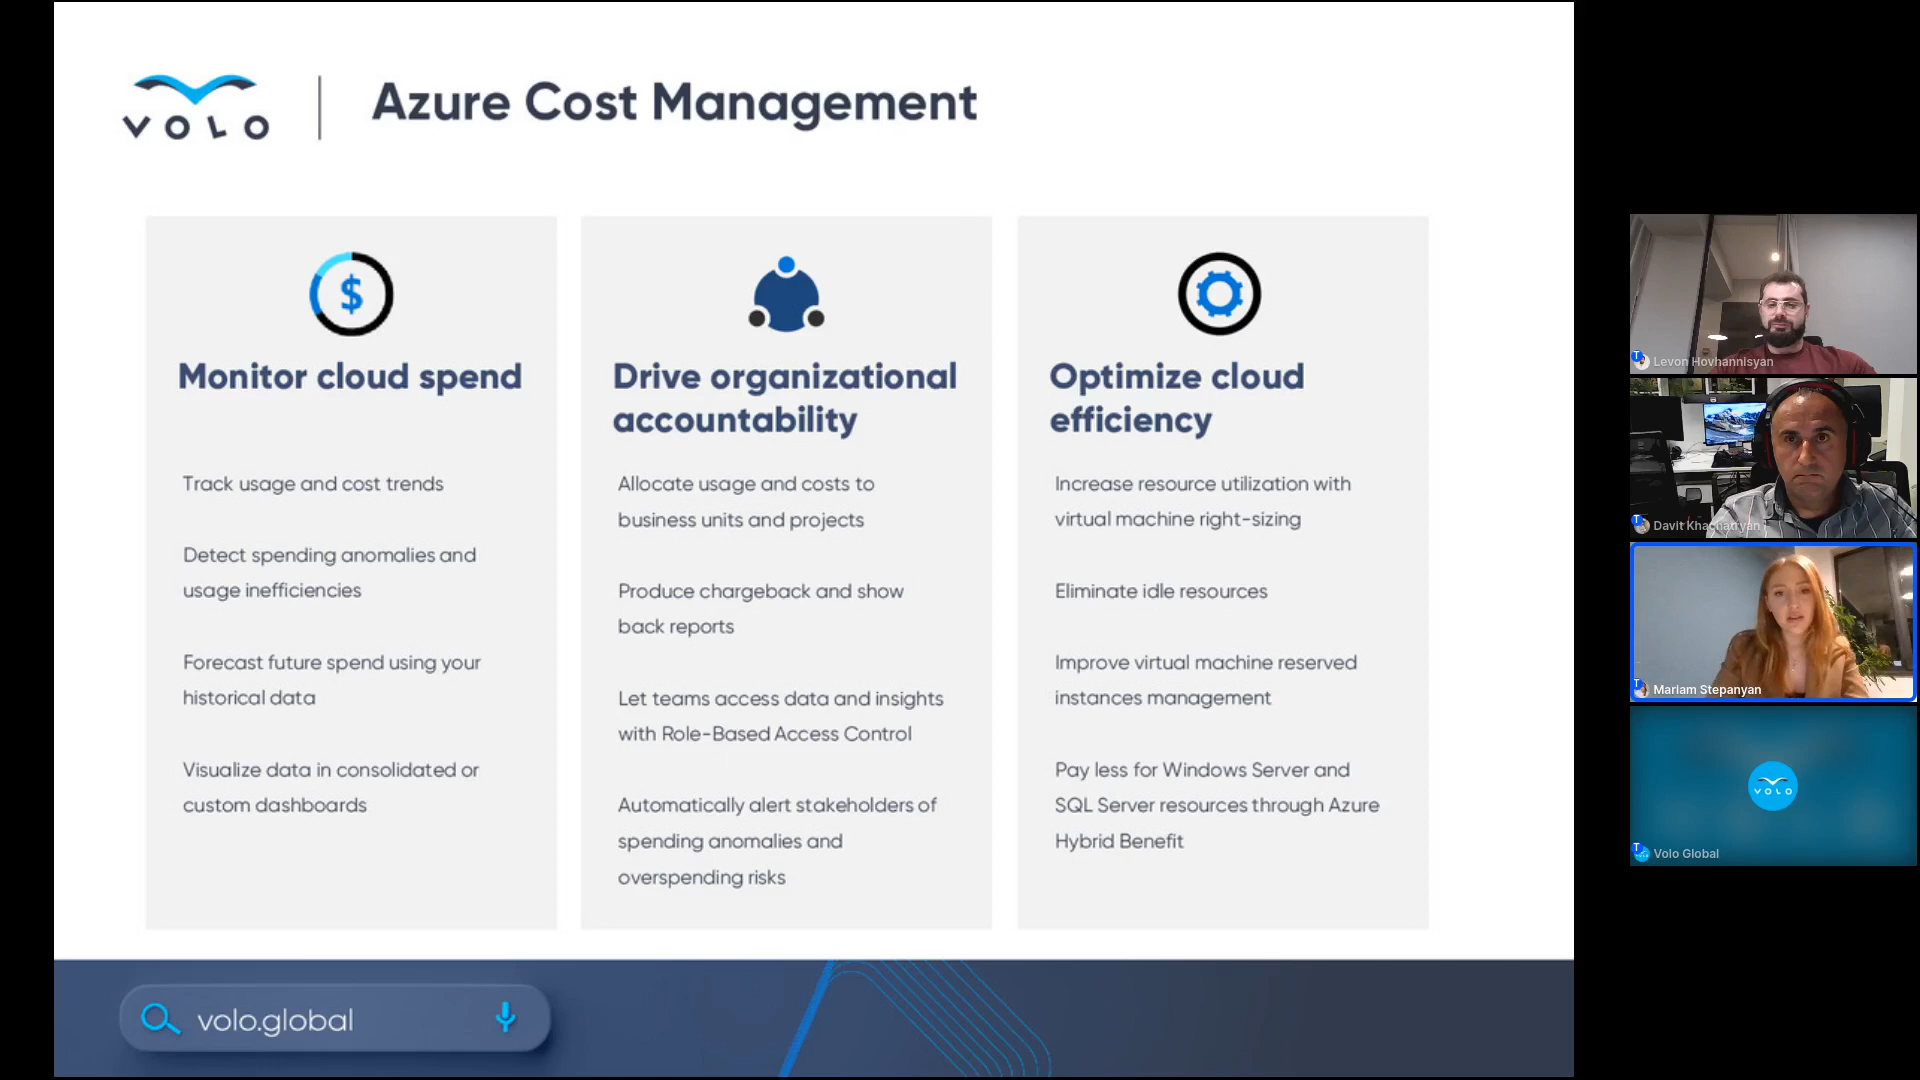 VOLO
Azure Cost Management
$
Monitor cloud spend
Track usage and cost trends
Detect spending anomalies and
usage inefficiencies
Forecast future spend using your
historical data
Visualize data in consolidated or
custom dashboards
Drive organizational
accountability
Allocate usage and costs to
business units and projects
Produce chargeback and show
back reports
Let teams access data and insights
with Role-Based Access Control
Automatically alert stakeholders of
spending anomalies and
overspending risks
Optimize cloud
efficiency
Increase resource utilization with
virtual machine right-sizing
Eliminate idle resources
Improve virtual machine reserved
instances management
Pay less for Windows Server and
SQL Server resources through Azure
Hybrid Benefit
volo.global
T Levon Hovhannisyan
T Davit Khachatryan
T Mariam Stepanyan
VOLO
T Volo Global